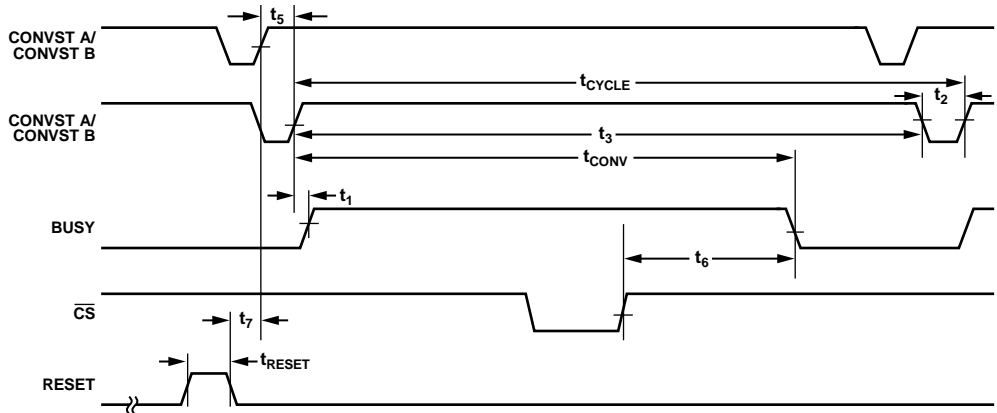 t5
CONVST A/
CONVST B
tCYCLE
t2
CONVST A/
CONVST B
t3
tCONV
t1
BUSY
t6
CS
t7
tRESET
RESET